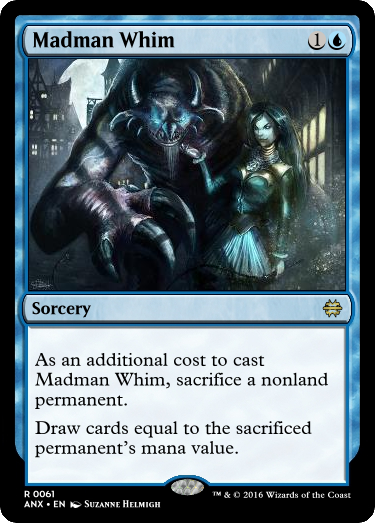 Madman Whim 1
Sorcery
As an additional cost to cast
Madman Whim, sacrifice a nonland
permanent.
Draw cards equal to the sacrificed
permanent's mana value.
R 0061
ANX • EN Suzanne Helmigh
™ & © 2016 Wizards of the Coast